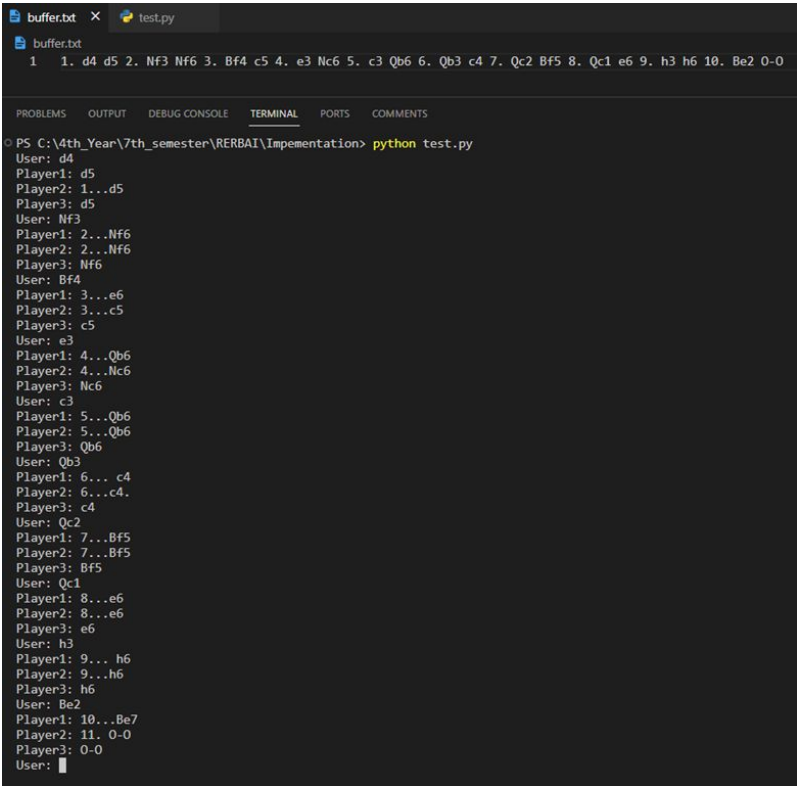 buffer.txt × test.py
buffer.txt
1 1. d4 d5 2. Nf3 Nf6 3. Bf4 c5 4. e3 Nc6 5. c3 Qb6 6. Qb3 c4 7. Qc2 Bf5 8. Qc1 e6 9. h3 h6 10. Be2 O-O
PROBLEMS OUTPUT DEBUG CONSOLE TERMINAL PORTS COMMENTS
PS C:\4th_Year\7th_semester\RERBAI\Impementation> python test.py
User: d4
Player1: d5
Player2: 1...d5
Player3: d5
User: Nf3
Player1: 2...Nf6
Player2: 2...Nf6
Player3: Nf6
User: Bf4
Player1: 3...e6
Player2: 3...c5
Player3: c5
User: e3
Player1: 4...Qb6
Player2: 4...Nc6
Player3: Nc6
User: c3
Player1: 5...Qb6
Player2: 5...Qb6
Player3: Qb6
User: Qb3
Player1: 6... c4
Player2: 6...c4.
Player3: c4
User: Qc2
Player1: 7...Bf5
Player2: 7...Bf5
Player3: Bf5
User: Qc1
Player1: 8...e6
Player2: 8...e6
Player3: e6
User: h3
Player1: 9... h6
Player2: 9...h6
Player3: h6
User: Be2
Player1: 10...Be7
Player2: 11. O-O
Player3: O-O
User: